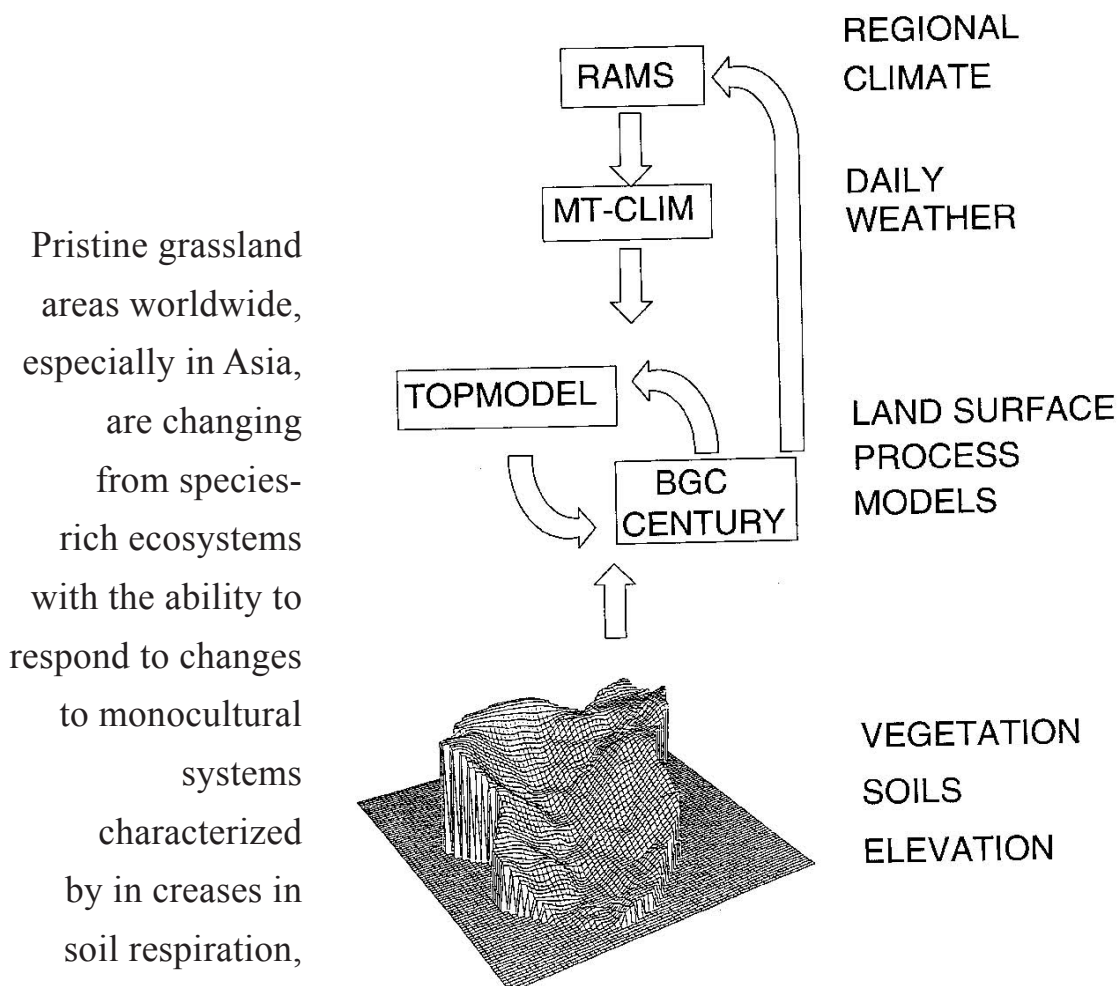 Pristine grassland
areas worldwide,
especially in Asia,
are changing
from species-
rich ecosystems
with the ability to
respond to changes
to monocultural
systems
characterized
by in creases in
soil respiration,
RAMS
MT-CLIM
TOPMODEL
BGC
CENTURY
REGIONAL
CLIMATE
DAILY
WEATHER
LAND SURFACE
PROCESS
MODELS
VEGETATION
SOILS
ELEVATION